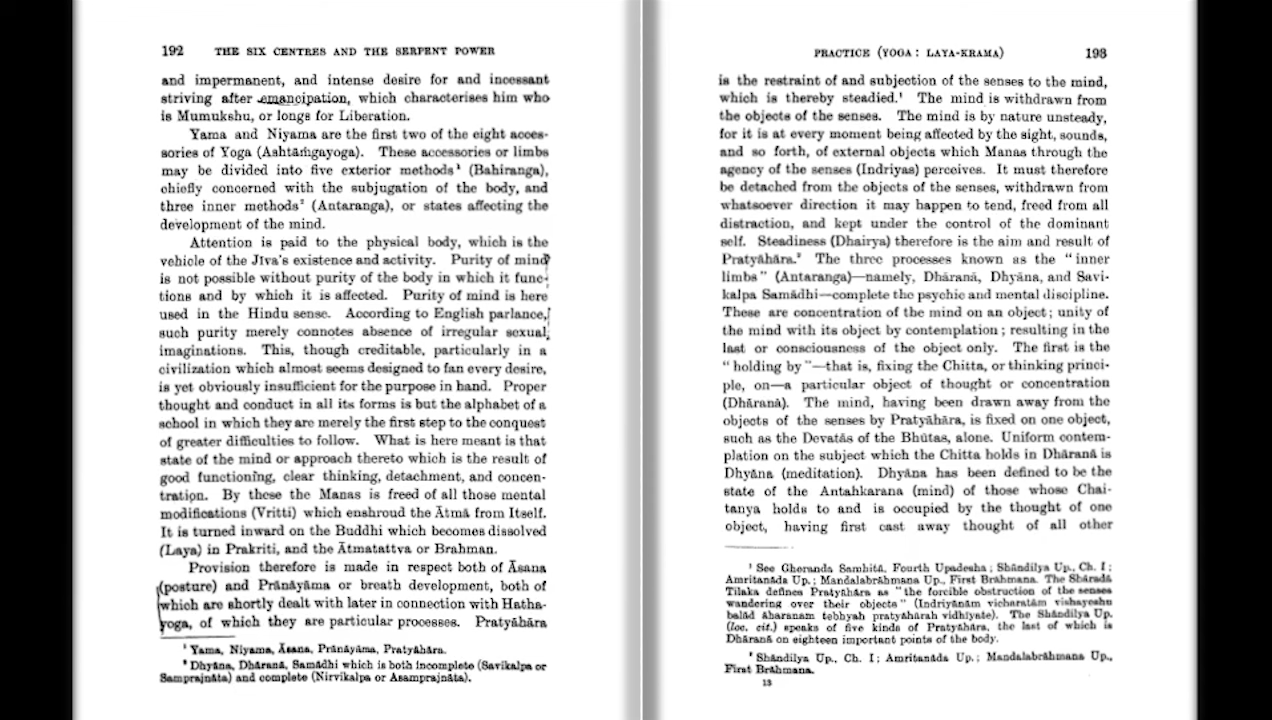 192 THE SIX CENTRES AND THE SERPENT POWER
and impermanent, and intense desire for and incessant
striving after emancipation, which characterises him who
is Mumukshu, or longs for Liberation.
Yama and Niyama are the first two of the eight acces-
sories of Yoga (Ashtāṁgayoga). These accessories or limbs
may be divided into five exterior methods¹ (Bahiranga),
chiefly concerned with the subjugation of the body, and
three inner methods² (Antaranga), or states affecting the
development of the mind.
Attention is paid to the physical body, which is the
vehicle of the Jīva's existence and activity. Purity of mind
is not possible without purity of the body in which it func-
tions and by which it is affected. Purity of mind is here
used in the Hindu sense. According to English parlance,
such purity merely connotes absence of irregular sexual
imaginations. This, though creditable, particularly in a
civilization which almost seems designed to fan every desire,
is yet obviously insufficient for the purpose in hand. Proper
thought and conduct in all its forms is but the alphabet of a
school in which they are merely the first step to the conquest
of greater difficulties to follow. What is here meant is that
state of the mind or approach thereto which is the result of
good functioning, clear thinking, detachment, and concen-
tration. By these the Manas is freed of all those mental
modifications (Vritti) which enshroud the Ātmā from Itself.
It is turned inward on the Buddhi which becomes dissolved
(Laya) in Prakriti, and the Ātmatattva or Brahman.
Provision therefore is made in respect both of Āsana
(posture) and Prānāyāma or breath development, both of
which are shortly dealt with later in connection with Hatha-
yoga, of which they are particular processes. Pratyāhāra
¹ Yama, Niyama, Āsana, Prānāyāma, Pratyāhāra.
² Dhyāna, Dhāranā, Samādhi which is both incomplete (Savikalpa or
Samprajnāta) and complete (Nirvikalpa or Asamprajnāta).
PRACTICE (YOGA: LAYA-KRAMA) 193
is the restraint of and subjection of the senses to the mind,
which is thereby steadied.¹ The mind is withdrawn from
the objects of the senses. The mind is by nature unsteady,
for it is at every moment being affected by the sight, sounds,
and so forth, of external objects which Manas through the
agency of the senses (Indriyas) perceives. It must therefore
be detached from the objects of the senses, withdrawn from
whatsoever direction it may happen to tend, freed from all
distraction, and kept under the control of the dominant
self. Steadiness (Dhairya) therefore is the aim and result of
Pratyāhāra.² The three processes known as the "inner
limbs" (Antaranga)—namely, Dhāranā, Dhyāna, and Savi-
kalpa Samādhi—complete the psychic and mental discipline.
These are concentration of the mind on an object; unity of
the mind with its object by contemplation; resulting in the
last or consciousness of the object only. The first is the
"holding by"—that is, fixing the Chitta, or thinking princi-
ple, on—a particular object of thought or concentration
(Dhāranā). The mind, having been drawn away from the
objects of the senses by Pratyāhāra, is fixed on one object,
such as the Devatās of the Bhūtas, alone. Uniform contem-
plation on the subject which the Chitta holds in Dhāranā is
Dhyāna (meditation). Dhyāna has been defined to be the
state of the Antahkarana (mind) of those whose Chai-
tanya holds to and is occupied by the thought of one
object, having first cast away thought of all other
¹ See Gheranda Samhitā, Fourth Upadesha; Shāndilya Up., Ch. I;
Amritanāda Up.; Mandalabrāhmana Up., First Brāhmana. The Shāradā
Tilaka defines Pratyāhāra as "the forcible obstruction of the senses
wandering over their objects" (Indriyānām vicharatām vishayeshu
balād āharanam tebhyah pratyāhārah vidhīyate). The Shāndilya Up.
(loc. cit.) speaks of five kinds of Pratyāhāra, the last of which is
Dhāranā on eighteen important points of the body.
² Shāndilya Up., Ch. I; Amritanāda Up.; Mandalabrāhmana Up.,
First Brāhmana.
13